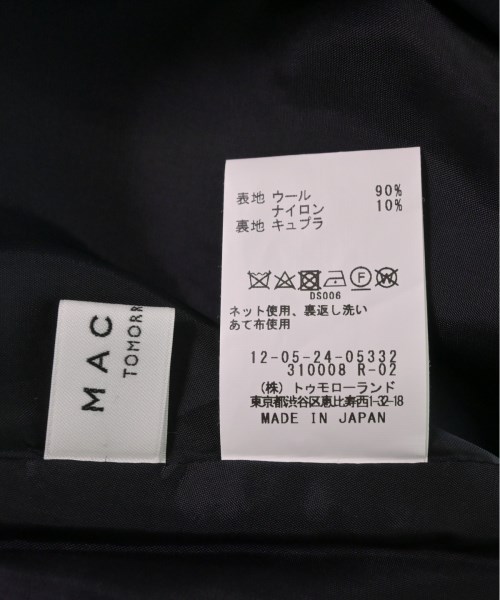 MAC
TOMORR
表地 ウール 90%
ナイロン 10%
裏地 キュプラ
DS006
ネット使用、裏返し洗い
あて布使用
12-05-24-05332
310008 R-02
(株) トゥモローランド
東京都渋谷区恵比寿西1-32-18
MADE IN JAPAN